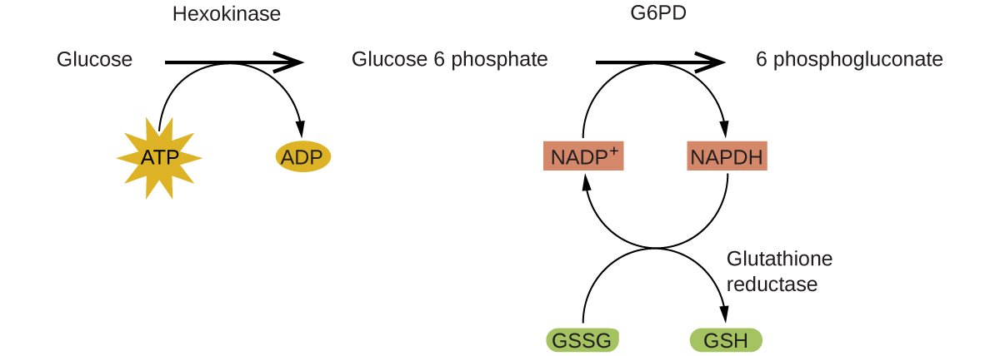 Hexokinase
G6PD
Glucose
Glucose 6 phosphate
6 phosphogluconate
ATP
ADP
NADP+
NAPDH
Glutathione
reductase
GSSG
GSH